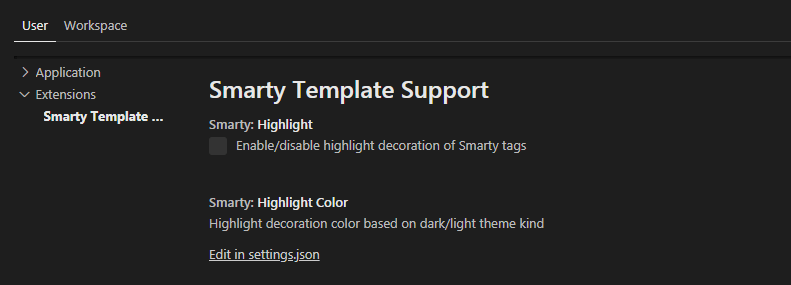 User Workspace
Application
Extensions
Smarty Template ...
Smarty Template Support
Smarty: Highlight
Enable/disable highlight decoration of Smarty tags
Smarty: Highlight Color
Highlight decoration color based on dark/light theme kind
Edit in settings.json